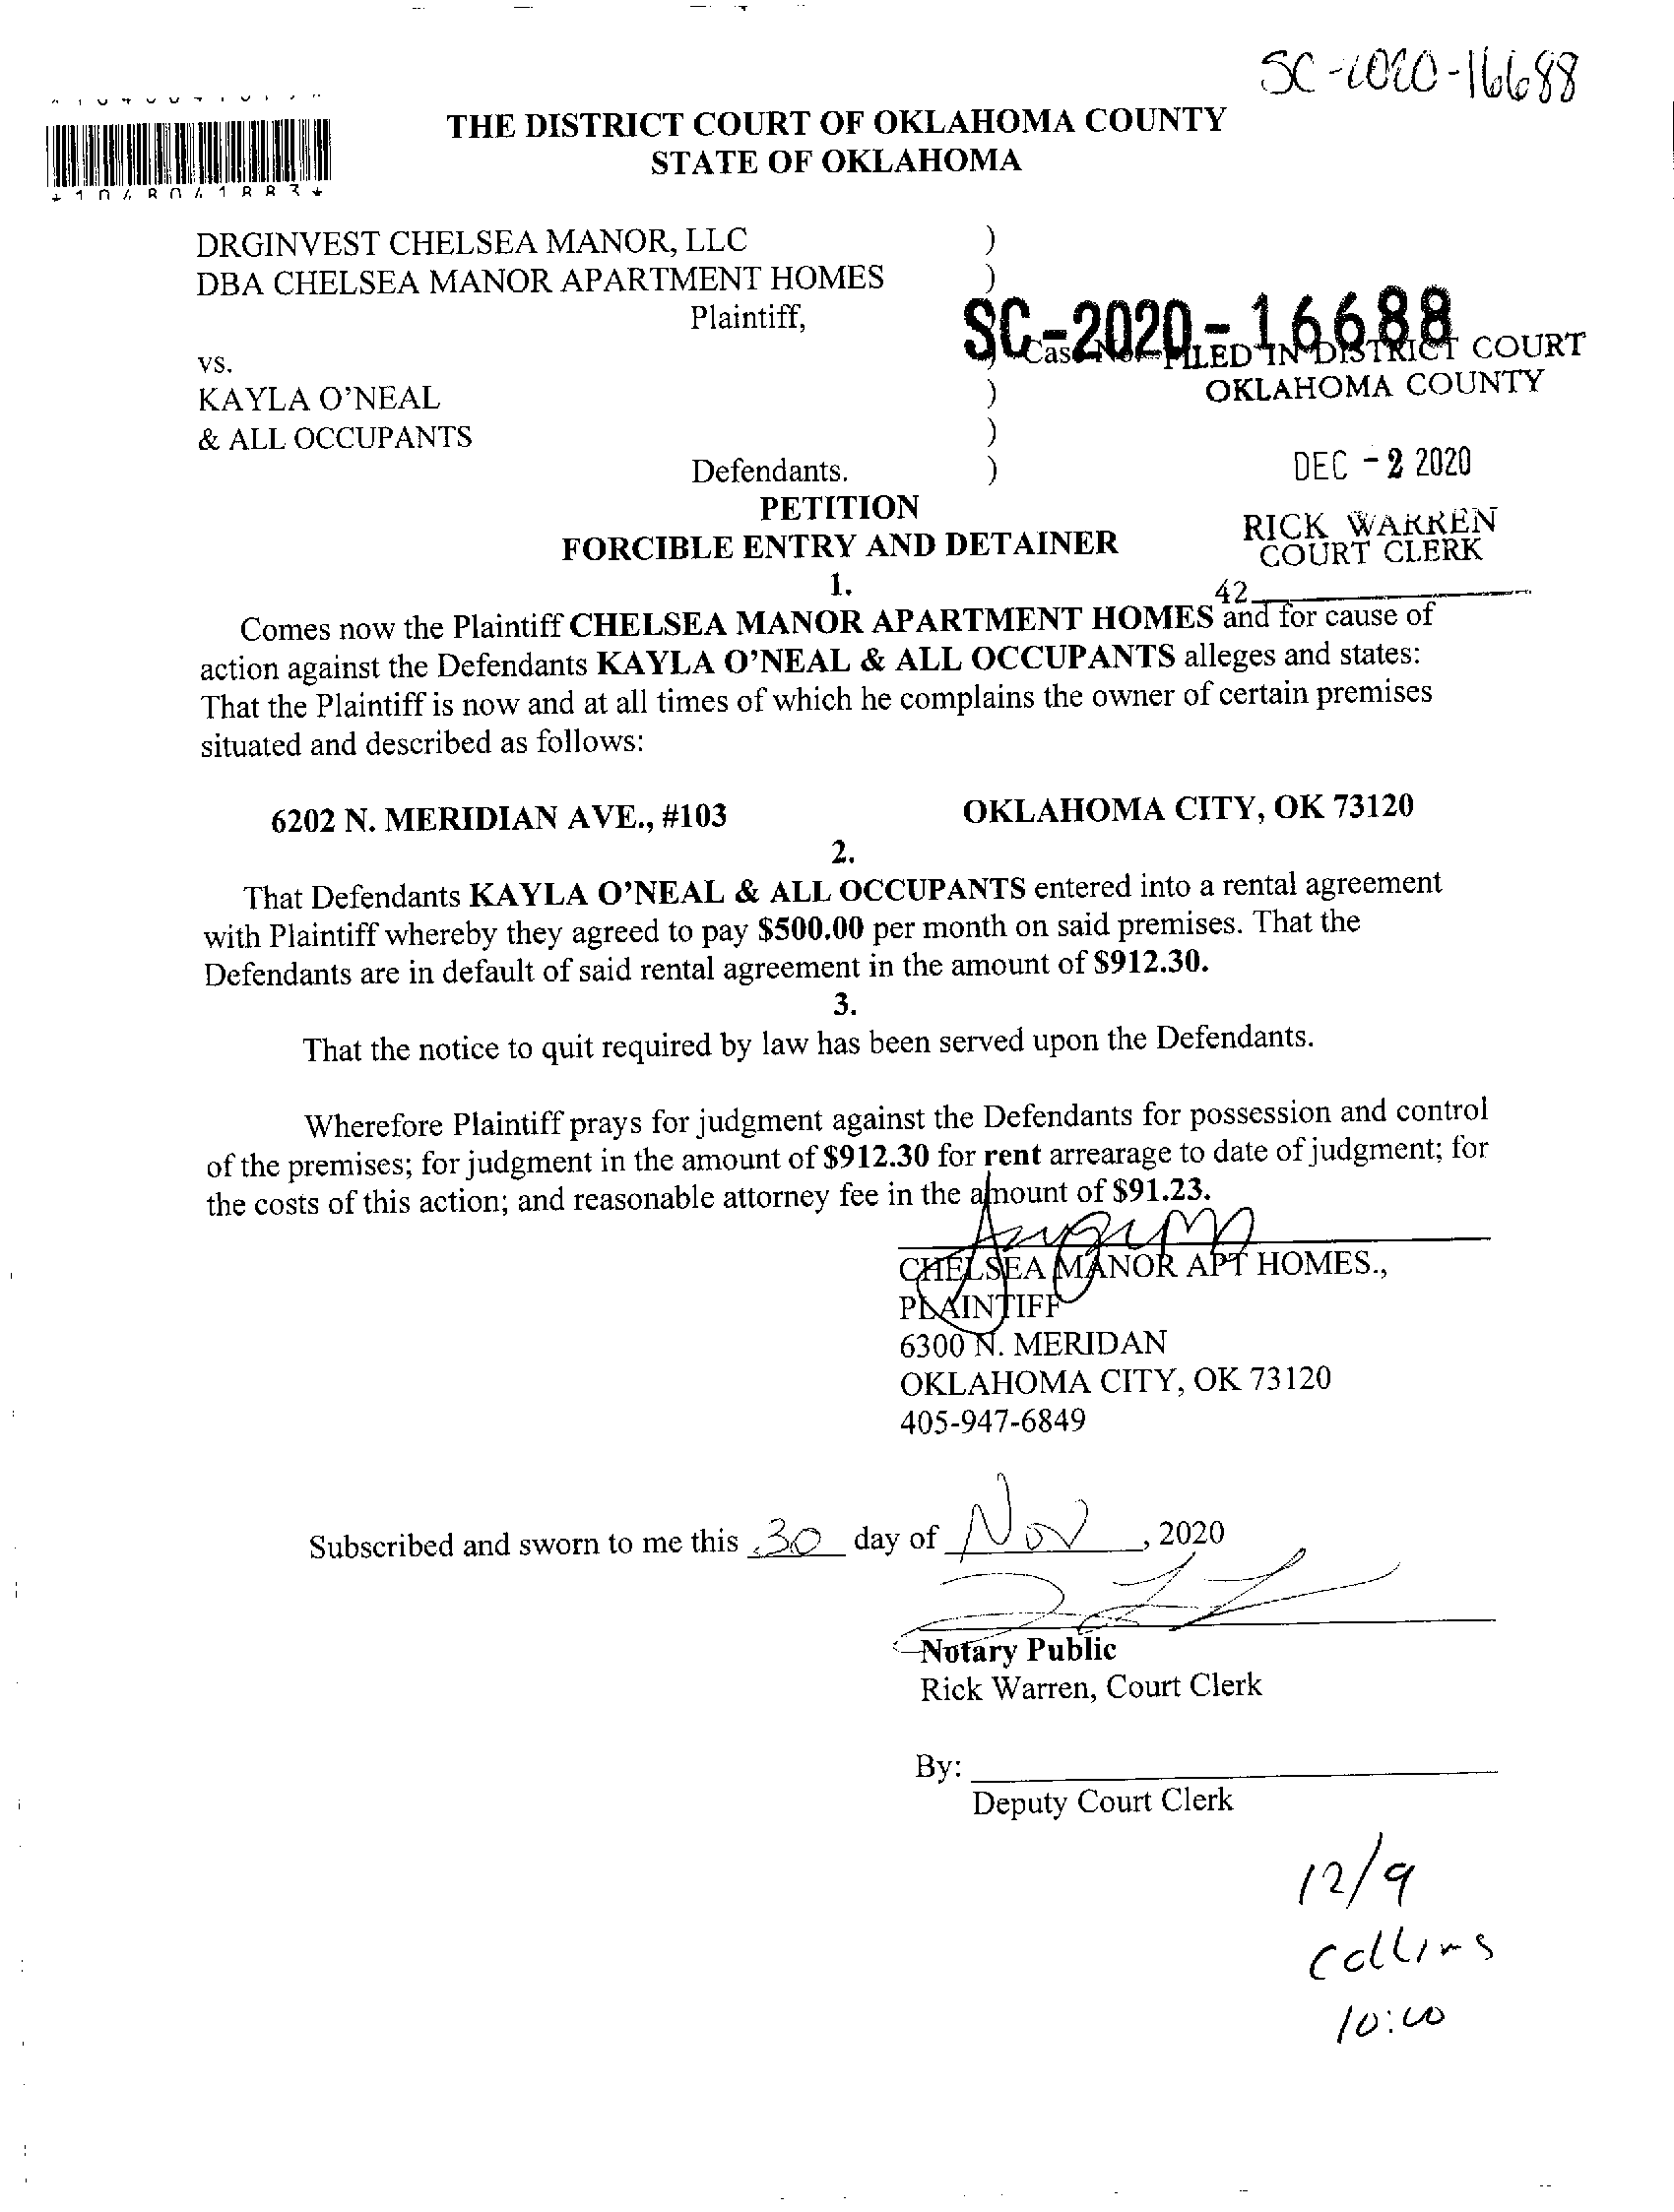 SC-2020-16688
THE DISTRICT COURT OF OKLAHOMA COUNTY
STATE OF OKLAHOMA
*1048041883*
DRGINVEST CHELSEA MANOR, LLC )
DBA CHELSEA MANOR APARTMENT HOMES )
Plaintiff,
SC-2020-16688
vs. ) Case No. FILED IN DISTRICT COURT
KAYLA O’NEAL ) OKLAHOMA COUNTY
& ALL OCCUPANTS )
Defendants. ) DEC - 2 2020
PETITION
FORCIBLE ENTRY AND DETAINER
RICK WARREN
COURT CLERK
1.
42
Comes now the Plaintiff CHELSEA MANOR APARTMENT HOMES and for cause of
action against the Defendants KAYLA O’NEAL & ALL OCCUPANTS alleges and states:
That the Plaintiff is now and at all times of which he complains the owner of certain premises
situated and described as follows:
6202 N. MERIDIAN AVE., #103 OKLAHOMA CITY, OK 73120
2.
That Defendants KAYLA O’NEAL & ALL OCCUPANTS entered into a rental agreement
with Plaintiff whereby they agreed to pay $500.00 per month on said premises. That the
Defendants are in default of said rental agreement in the amount of $912.30.
3.
That the notice to quit required by law has been served upon the Defendants.
Wherefore Plaintiff prays for judgment against the Defendants for possession and control
of the premises; for judgment in the amount of $912.30 for rent arrearage to date of judgment; for
the costs of this action; and reasonable attorney fee in the amount of $91.23.
CHELSEA MANOR APT HOMES.,
PLAINTIFF
6300 N. MERIDAN
OKLAHOMA CITY, OK 73120
405-947-6849
Subscribed and sworn to me this 30 day of Nov, 2020
Notary Public
Rick Warren, Court Clerk
By:
Deputy Court Clerk
12/9
Collins
10:00